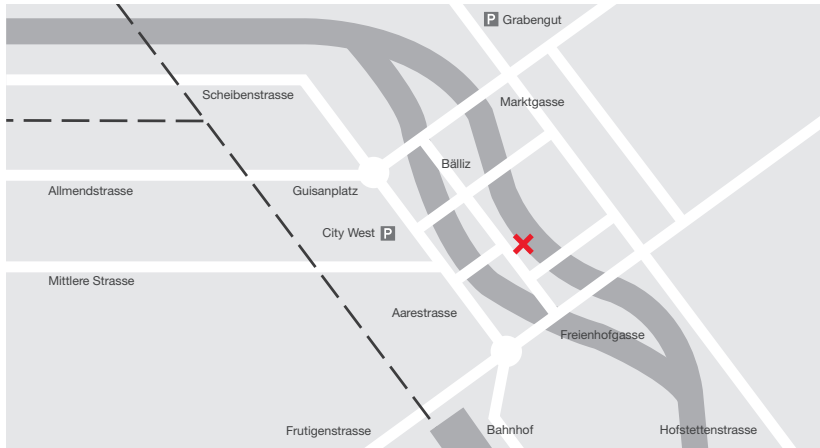 P Grabengut
Scheibenstrasse
Marktgasse
Bälliz
Allmendstrasse
Guisanplatz
City West P
Mittlere Strasse
Aarestrasse
Freienhofgasse
Frutigenstrasse
Bahnhof
Hofstettenstrasse